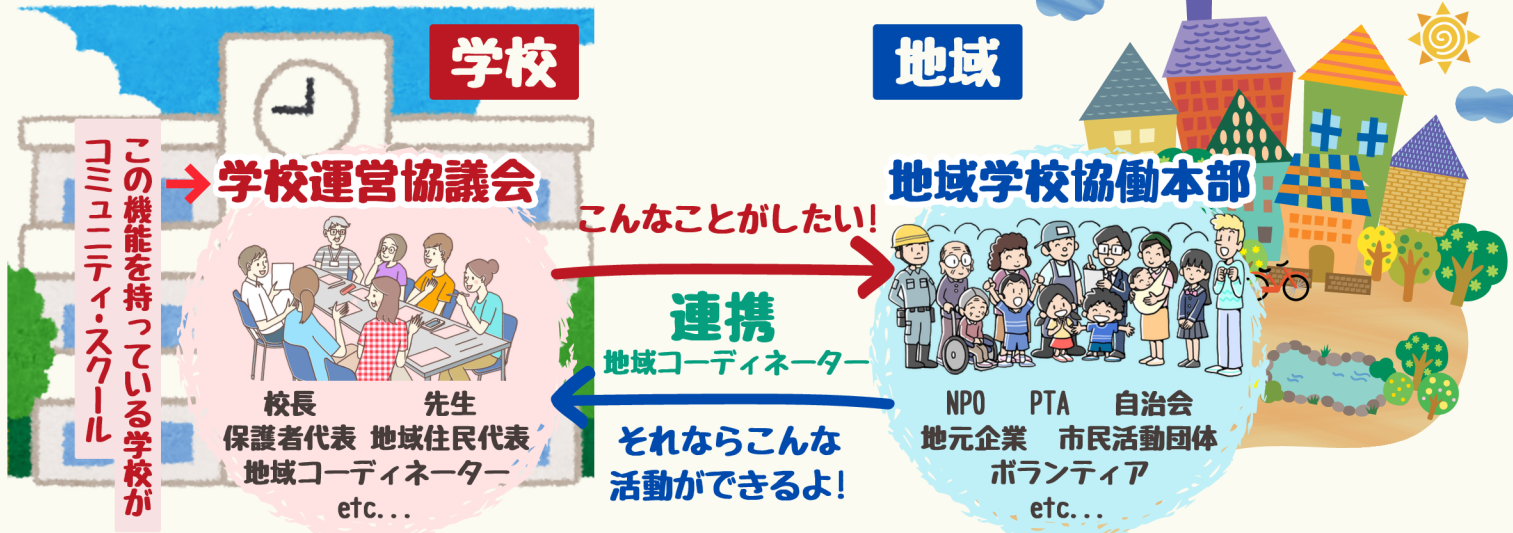 学校
この機能を持っている学校が
コミュニティ・スクール
学校運営協議会
校長 先生
保護者代表 地域住民代表
地域コーディネーター
etc...
こんなことがしたい!
連携
地域コーディネーター
それならこんな
活動ができるよ!
地域
地域学校協働本部
NPO PTA 自治会
地元企業 市民活動団体
ボランティア
etc...